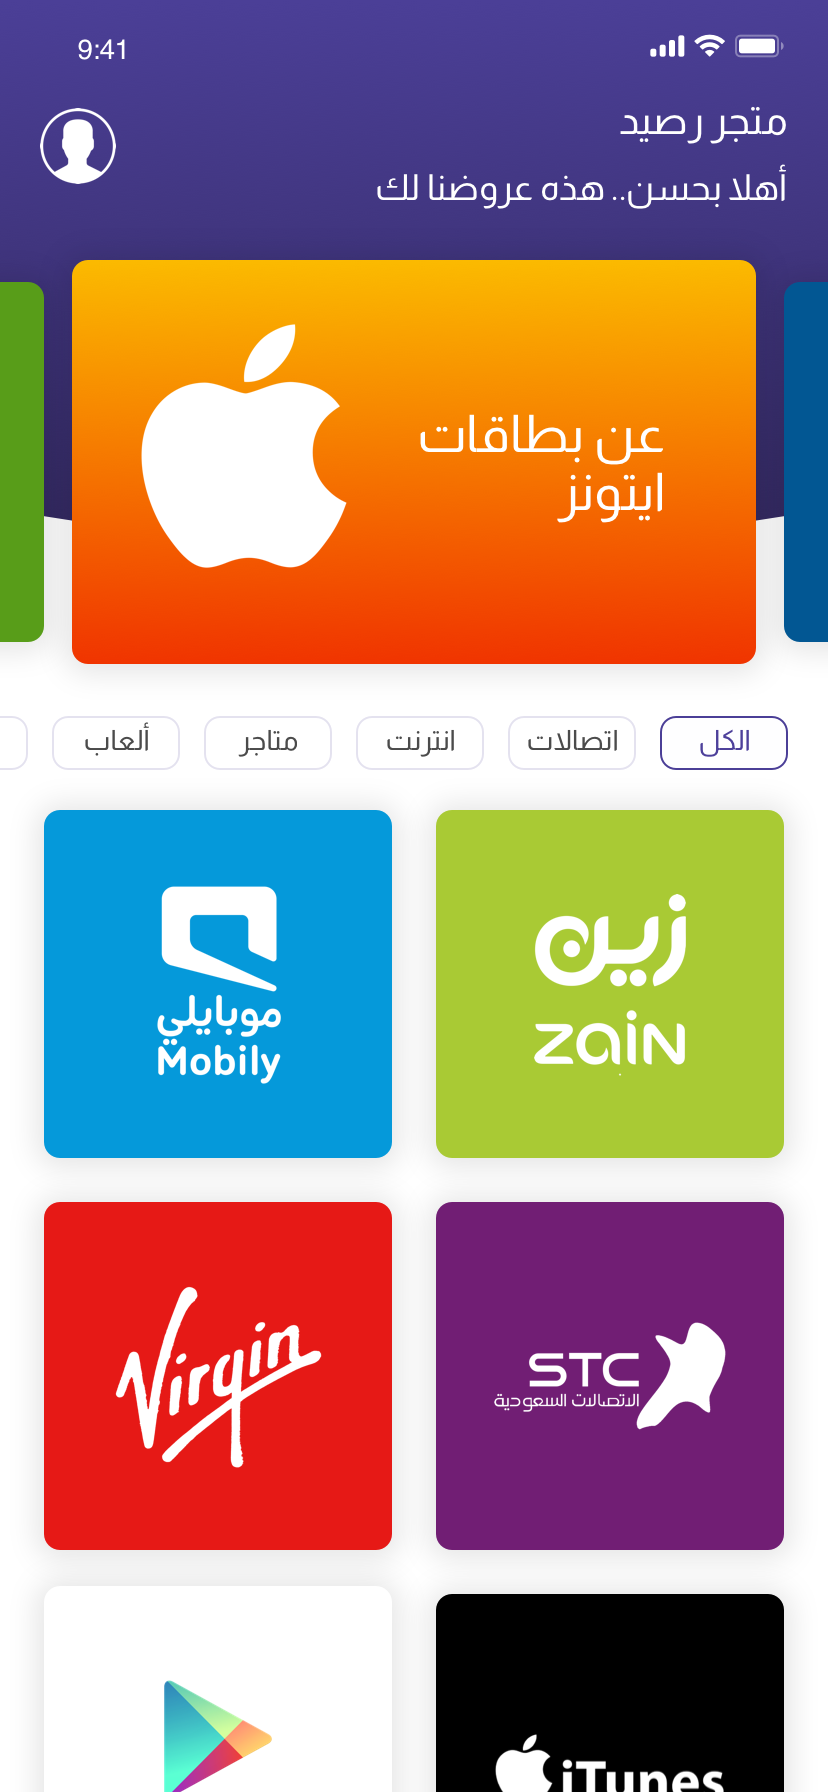 9:41
متجر رصيد
أهلا بحسن.. هذه عروضنا لك
عن بطاقات
ايتونز
الكل
اتصالات
انترنت
متاجر
ألعاب
زين
zain
موبايلي
Mobily
STC
الاتصالات السعودية
Virgin
iTunes